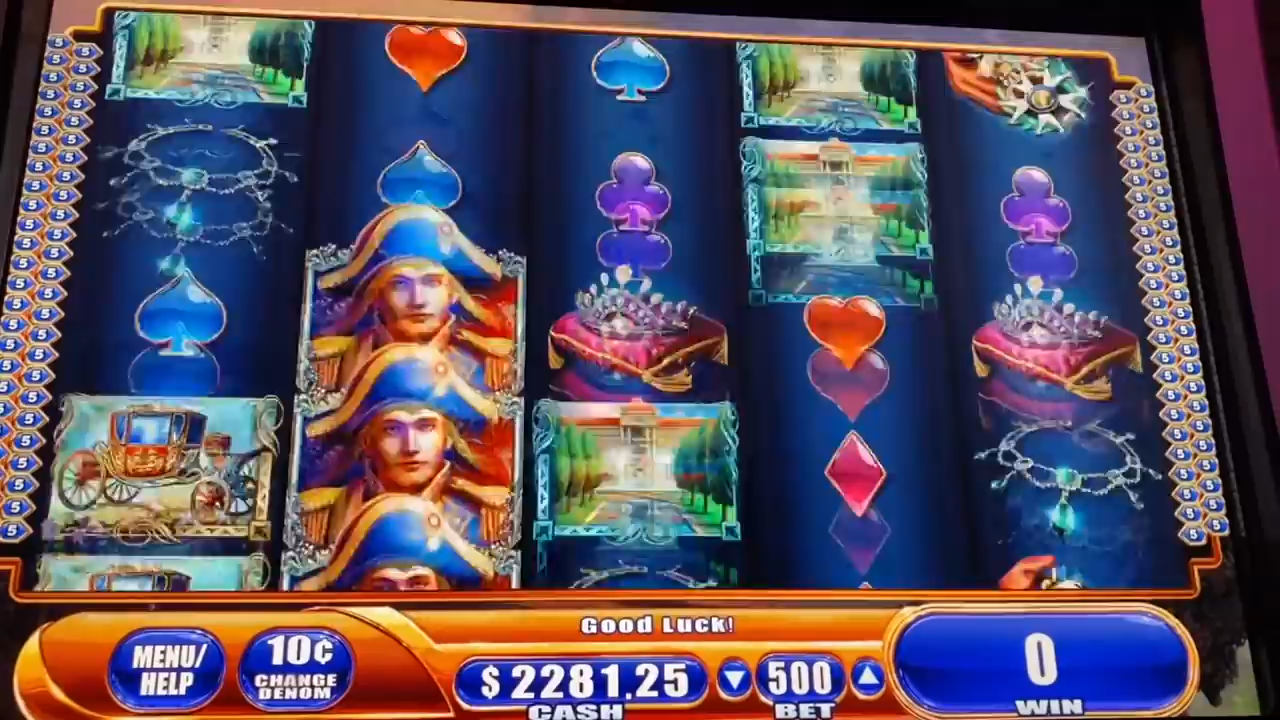 Good Luck!
MENU/
HELP
10¢
CHANGE
DENOM
$2281.25
CASH
500
BET
0
WIN